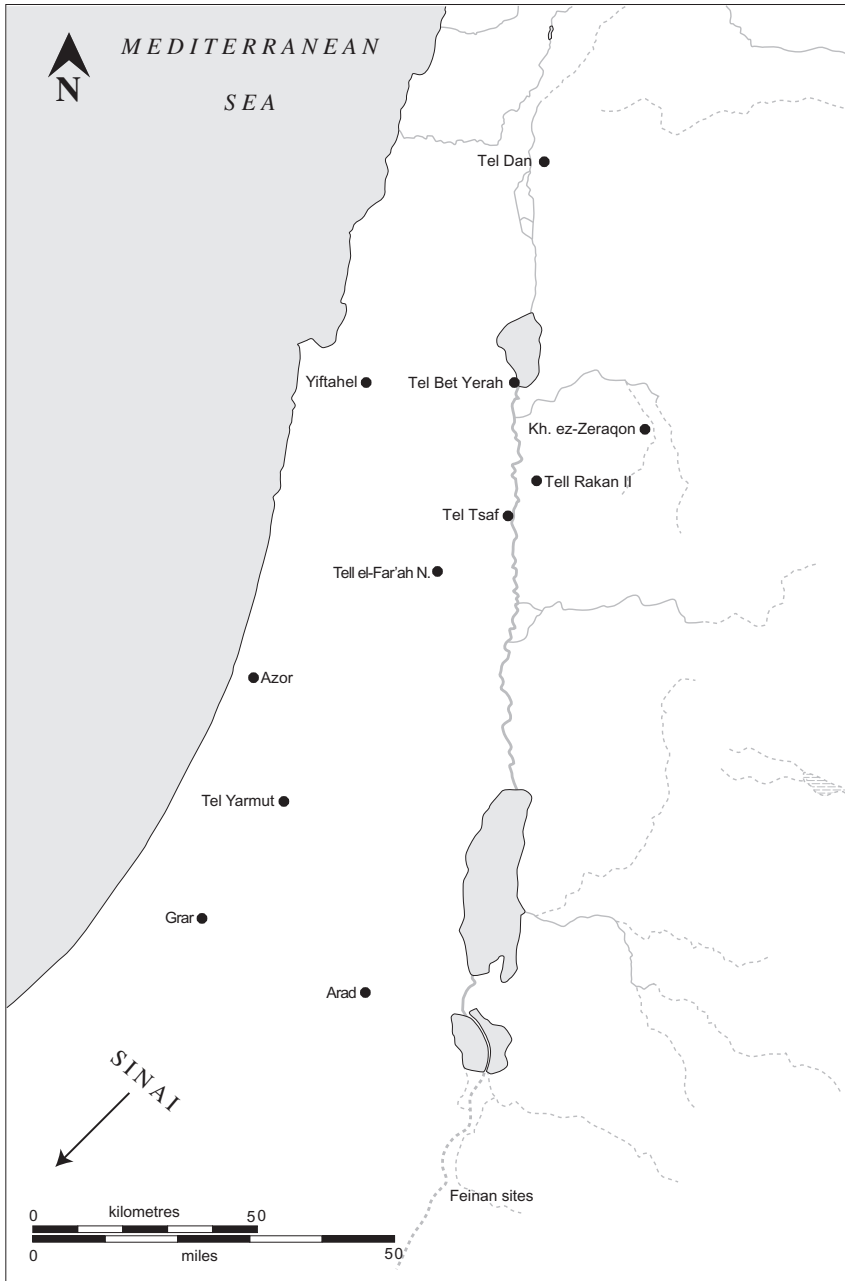 MEDITERRANEAN
SEA
N
Tel Dan
Yiftahel
Tel Bet Yerah
Kh. ez-Zeraqon
Tell Rakan II
Tel Tsaf
Tell el-Far'ah N.
Azor
Tel Yarmut
Grar
Arad
SINAI
Feinan sites
0 kilometres 50
0 miles 50